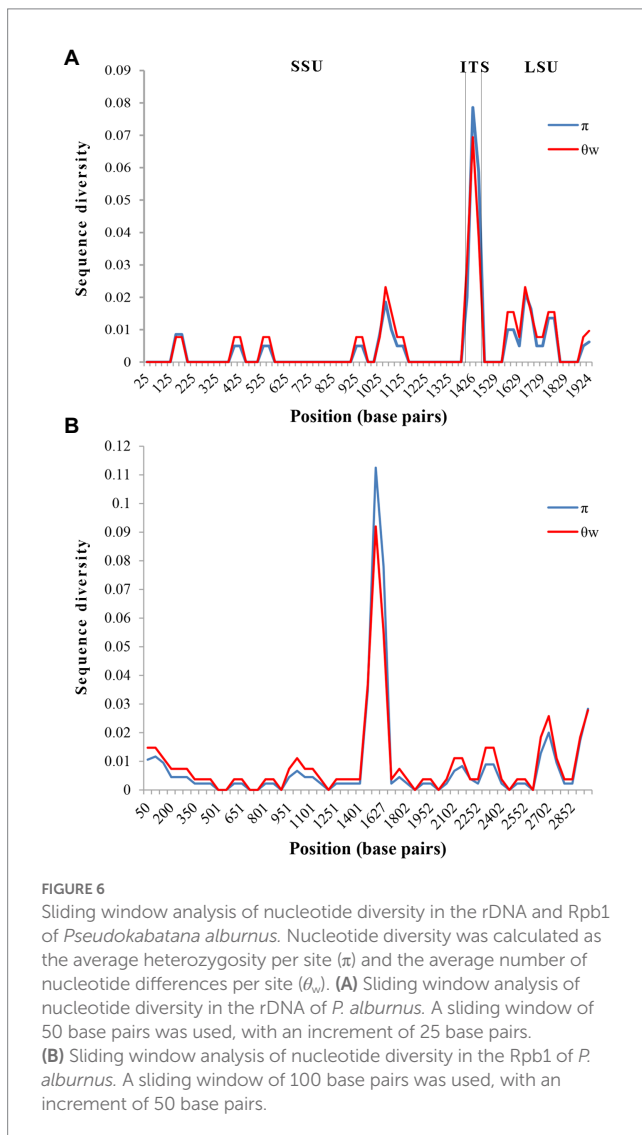 A
SSU
ITS
LSU
0.09
0.08
0.07
0.06
0.05
0.04
0.03
0.02
0.01
0
Sequence diversity
π
θw
25 125 225 325 425 525 625 725 825 925 1025 1125 1225 1325 1426 1529 1629 1729 1829 1924
Position (base pairs)
B
0.12
0.11
0.1
0.09
0.08
0.07
0.06
0.05
0.04
0.03
0.02
0.01
0
Sequence diversity
π
θw
50 200 350 501 651 801 951 1101 1251 1401 1627 1802 1952 2102 2252 2402 2552 2702 2852
Position (base pairs)
FIGURE 6
Sliding window analysis of nucleotide diversity in the rDNA and Rpb1
of Pseudokabatana alburnus. Nucleotide diversity was calculated as
the average heterozygosity per site (π) and the average number of
nucleotide differences per site (θw). (A) Sliding window analysis of
nucleotide diversity in the rDNA of P. alburnus. A sliding window of
50 base pairs was used, with an increment of 25 base pairs.
(B) Sliding window analysis of nucleotide diversity in the Rpb1 of P.
alburnus. A sliding window of 100 base pairs was used, with an
increment of 50 base pairs.